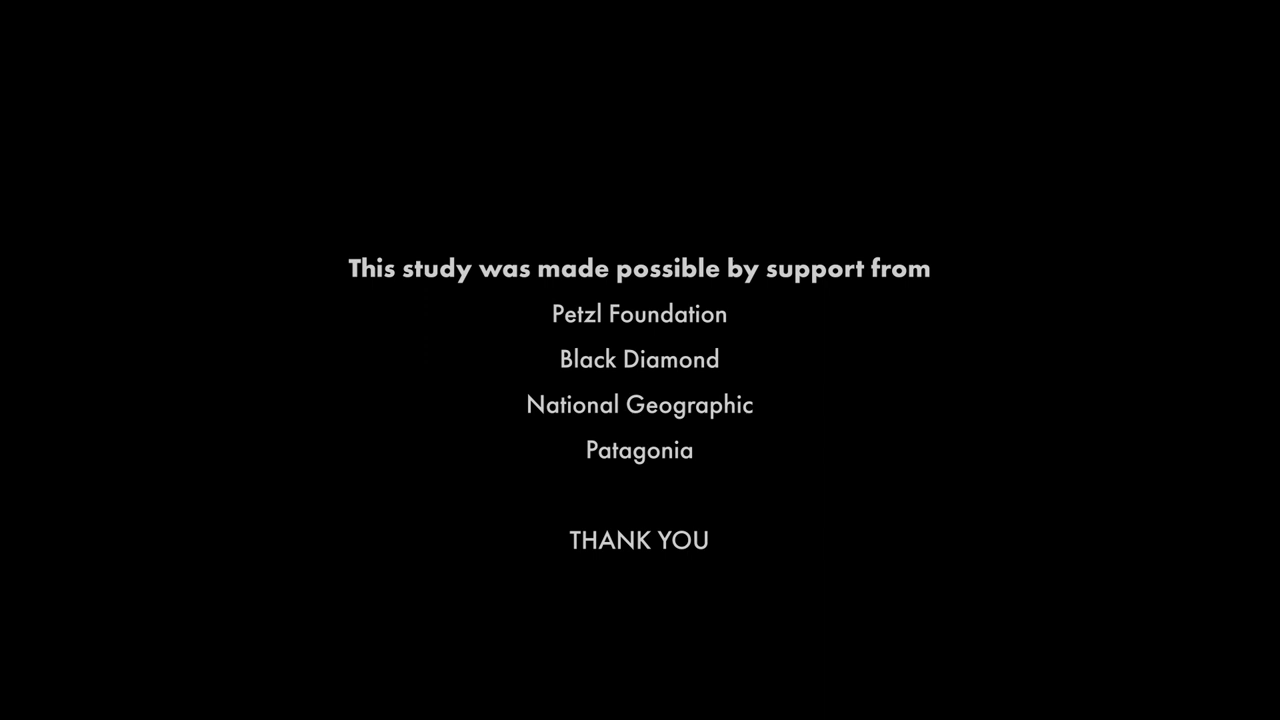 This study was made possible by support from
Petzl Foundation
Black Diamond
National Geographic
Patagonia
THANK YOU